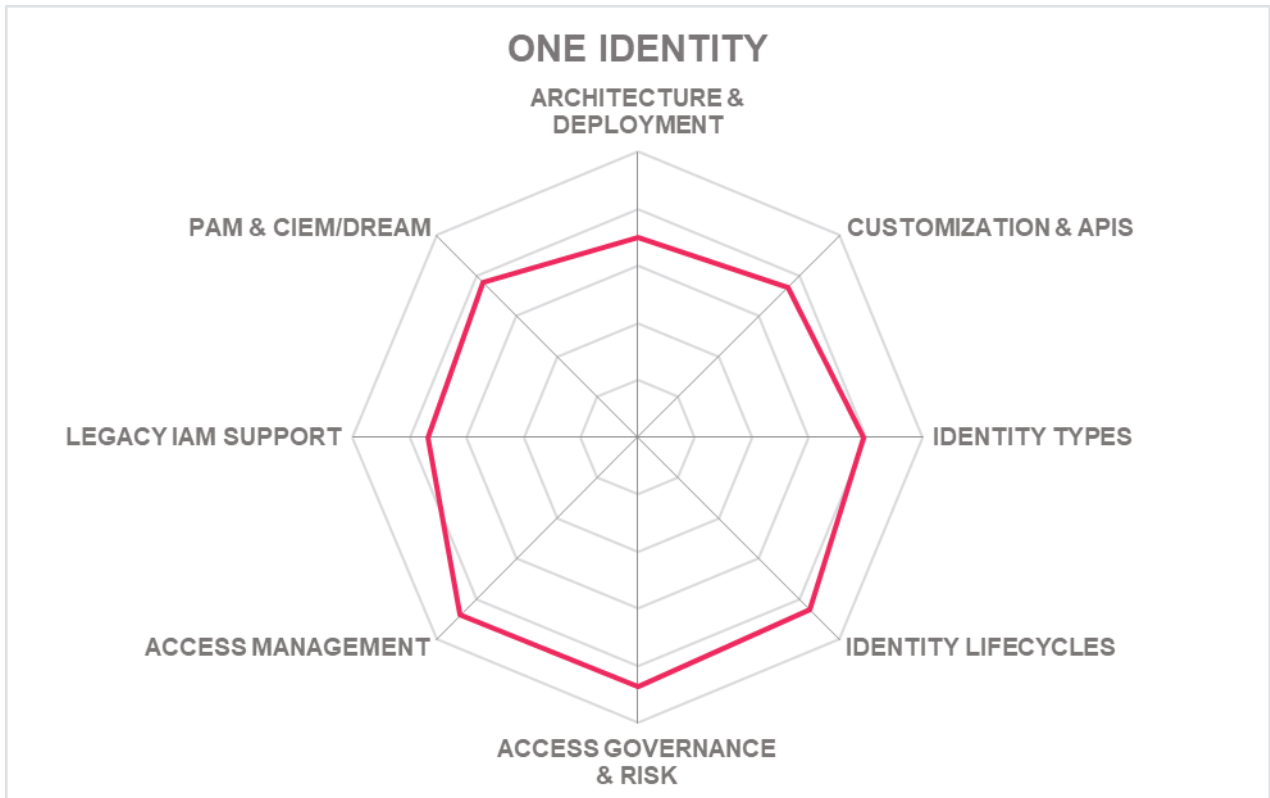 ONE IDENTITY
ARCHITECTURE &
DEPLOYMENT
PAM & CIEM/DREAM
CUSTOMIZATION & APIS
LEGACY IAM SUPPORT
IDENTITY TYPES
ACCESS MANAGEMENT
IDENTITY LIFECYCLES
ACCESS GOVERNANCE
& RISK